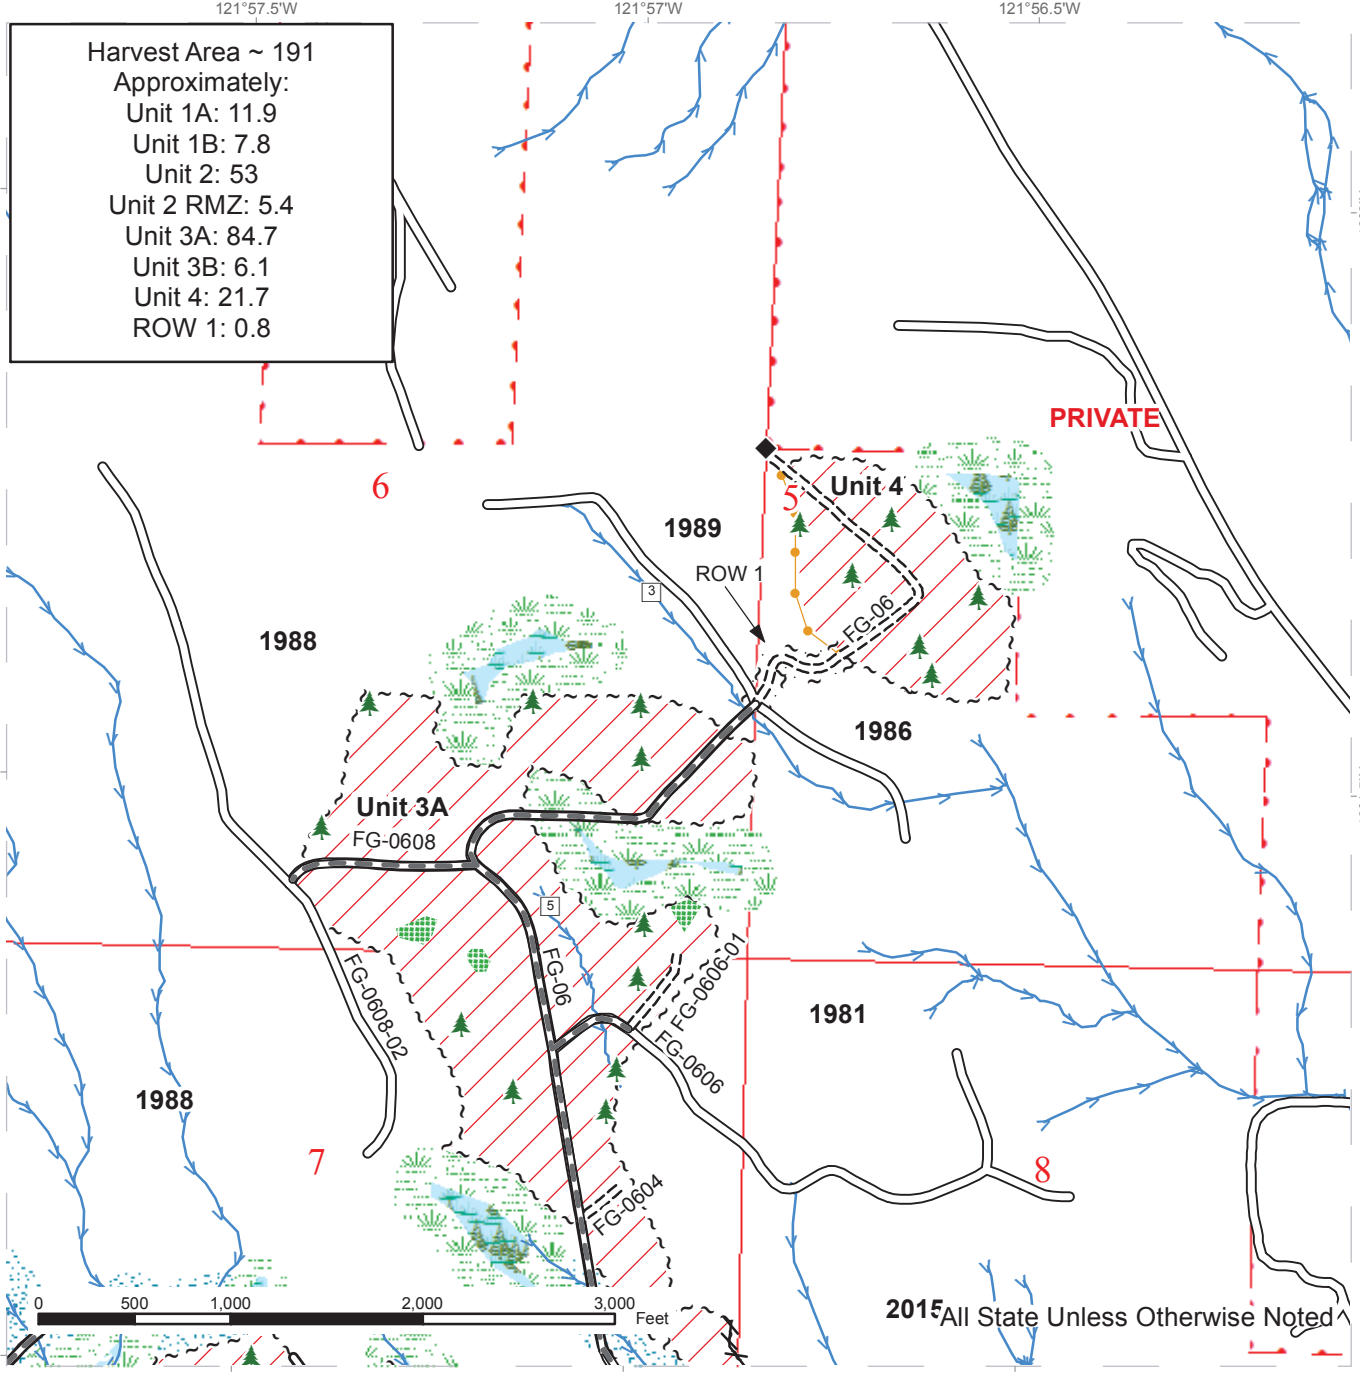 121°57.5'W
121°57'W
121°56.5'W
Harvest Area ~ 191
Approximately:
Unit 1A: 11.9
Unit 1B: 7.8
Unit 2: 53
Unit 2 RMZ: 5.4
Unit 3A: 84.7
Unit 3B: 6.1
Unit 4: 21.7
ROW 1: 0.8
PRIVATE
6
5
Unit 4
1989
ROW 1
3
FG-06
1988
1986
Unit 3A
FG-0608
5
FG-06
FG-0606-01
FG-0608-02
FG-0606
1981
1988
7
8
FG-0604
0
500
1,000
2,000
3,000
Feet
2015
All State Unless Otherwise Noted